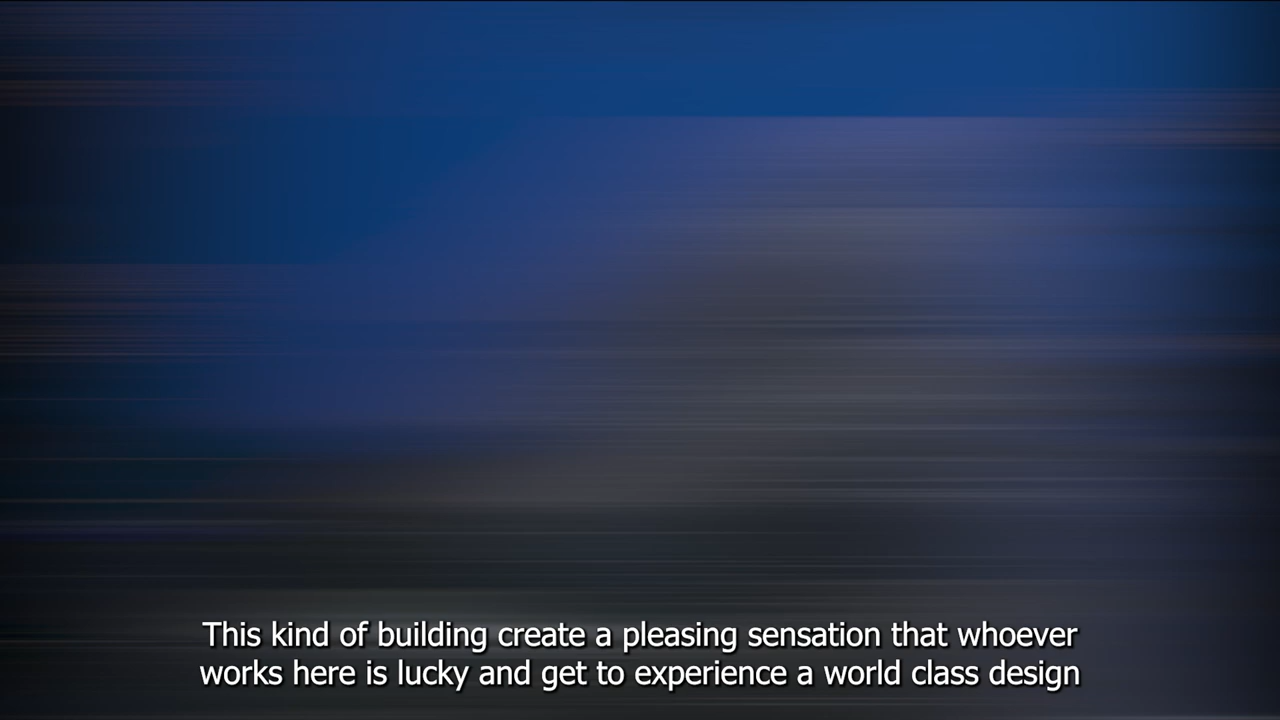 This kind of building create a pleasing sensation that whoever
works here is lucky and get to experience a world class design